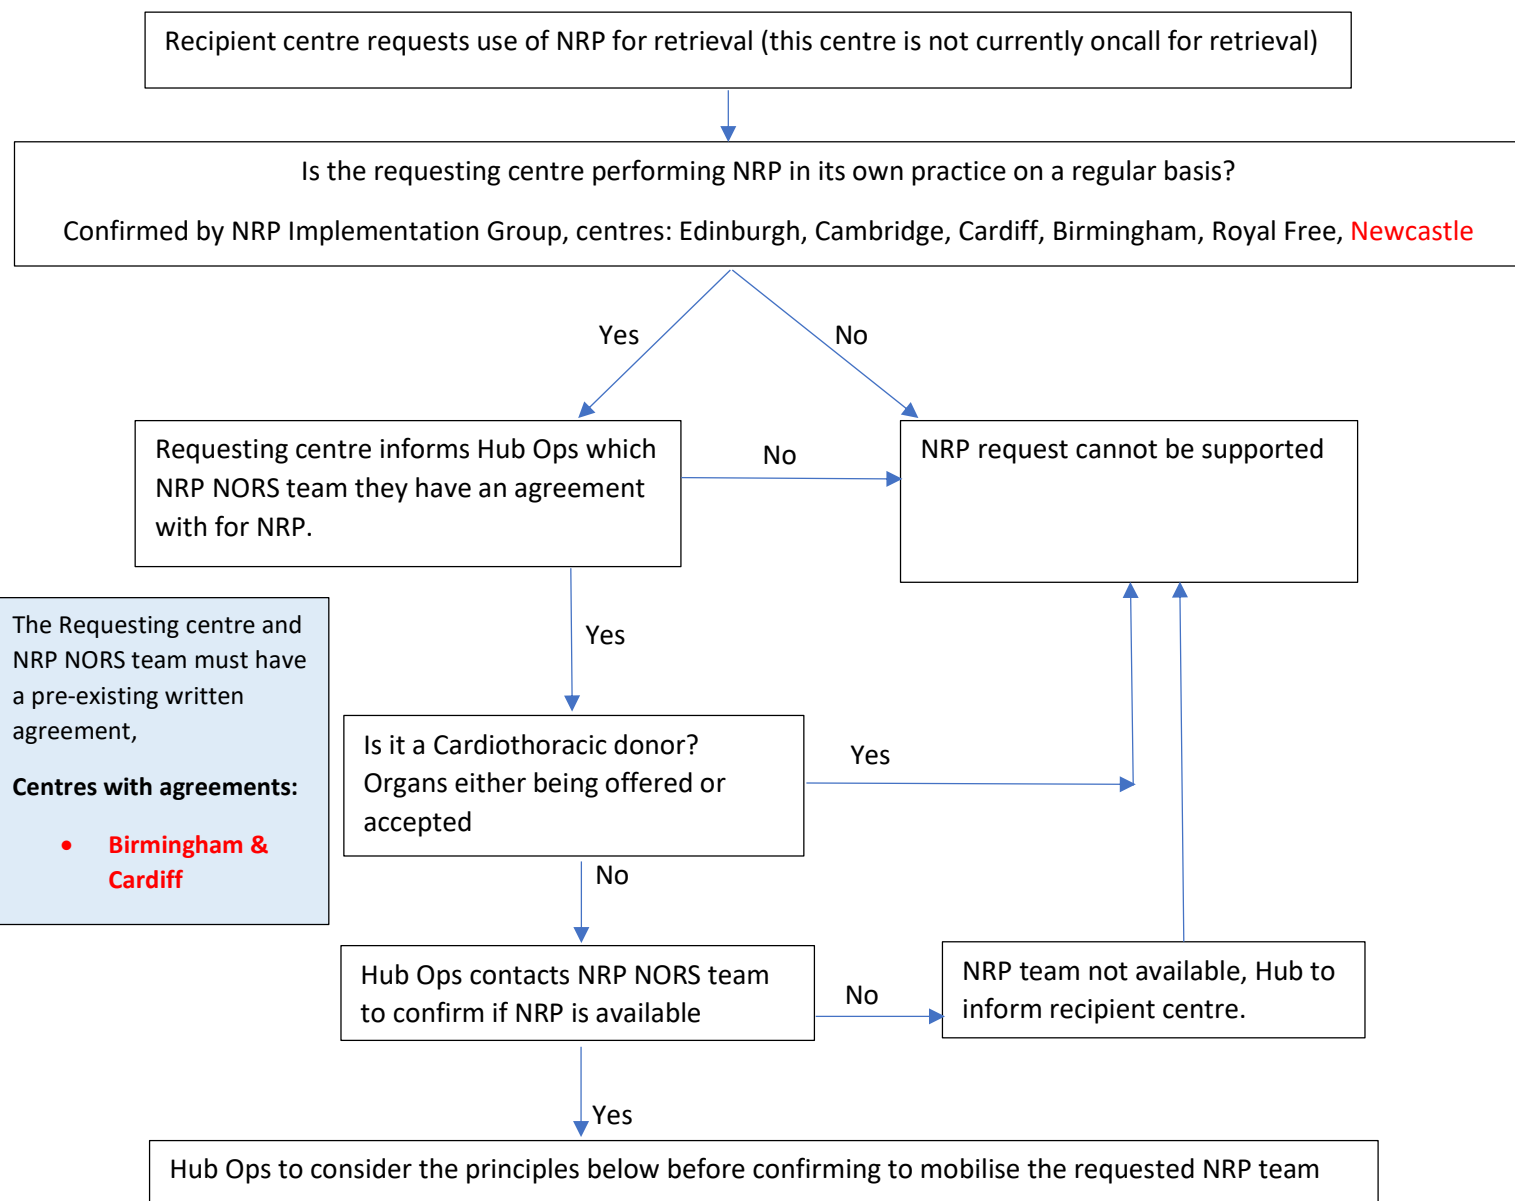 Recipient centre requests use of NRP for retrieval (this centre is not currently oncall for retrieval)
Is the requesting centre performing NRP in its own practice on a regular basis?
Confirmed by NRP Implementation Group, centres: Edinburgh, Cambridge, Cardiff, Birmingham, Royal Free, Newcastle
Yes
No
Requesting centre informs Hub Ops which
NRP NORS team they have an agreement
with for NRP.
No
NRP request cannot be supported
The Requesting centre and
NRP NORS team must have
a pre-existing written
agreement,
Centres with agreements:
• Birmingham &
Cardiff
Yes
Is it a Cardiothoracic donor?
Organs either being offered or
accepted
Yes
No
Hub Ops contacts NRP NORS team
to confirm if NRP is available
No
NRP team not available, Hub to
inform recipient centre.
Yes
Hub Ops to consider the principles below before confirming to mobilise the requested NRP team